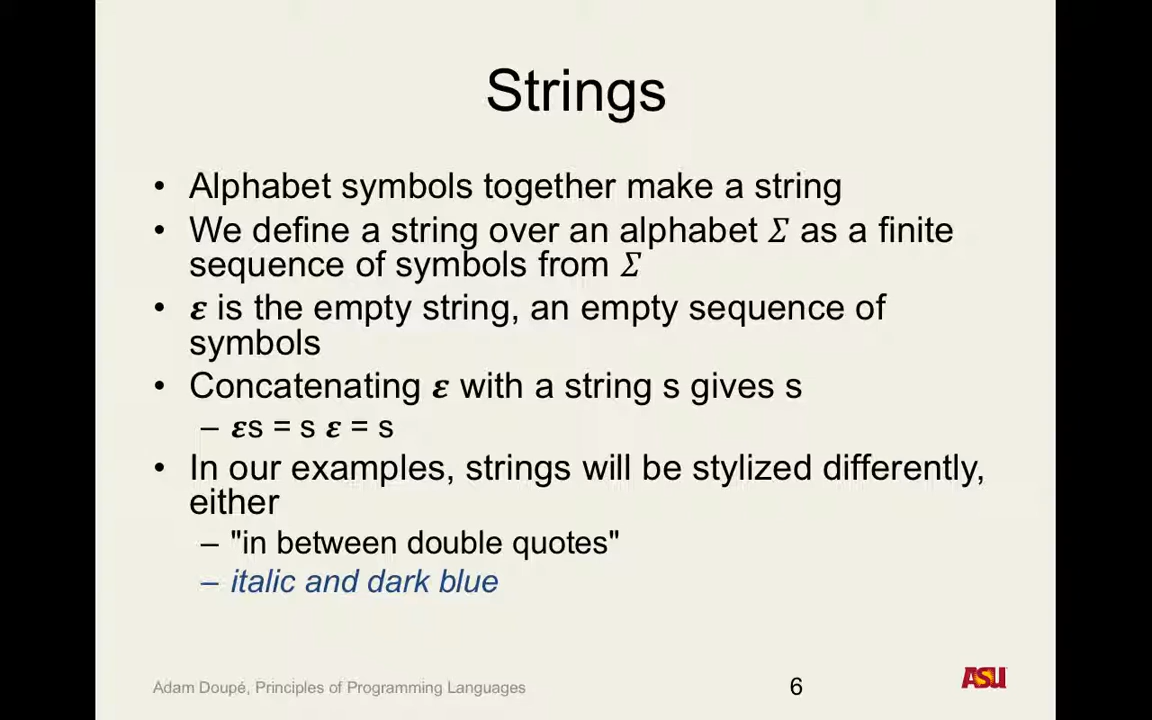 Strings
• Alphabet symbols together make a string
• We define a string over an alphabet Σ as a finite
sequence of symbols from Σ
• ε is the empty string, an empty sequence of
symbols
• Concatenating ε with a string s gives s
– εs = s ε = s
• In our examples, strings will be stylized differently,
either
– "in between double quotes"
– italic and dark blue
Adam Doupé, Principles of Programming Languages
6
ASU